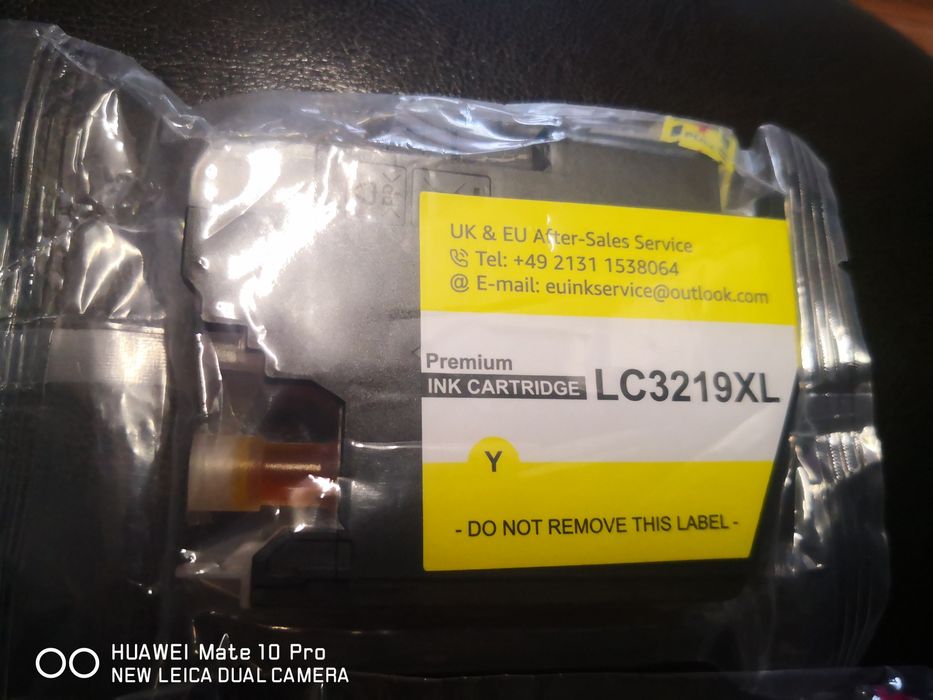 UK & EU After-Sales Service
Tel: +49 2131 1538064
@ E-mail: euinkservice@outlook.com
Premium
INK CARTRIDGE LC3219XL
Y
- DO NOT REMOVE THIS LABEL -
HUAWEI Mate 10 Pro
NEW LEICA DUAL CAMERA